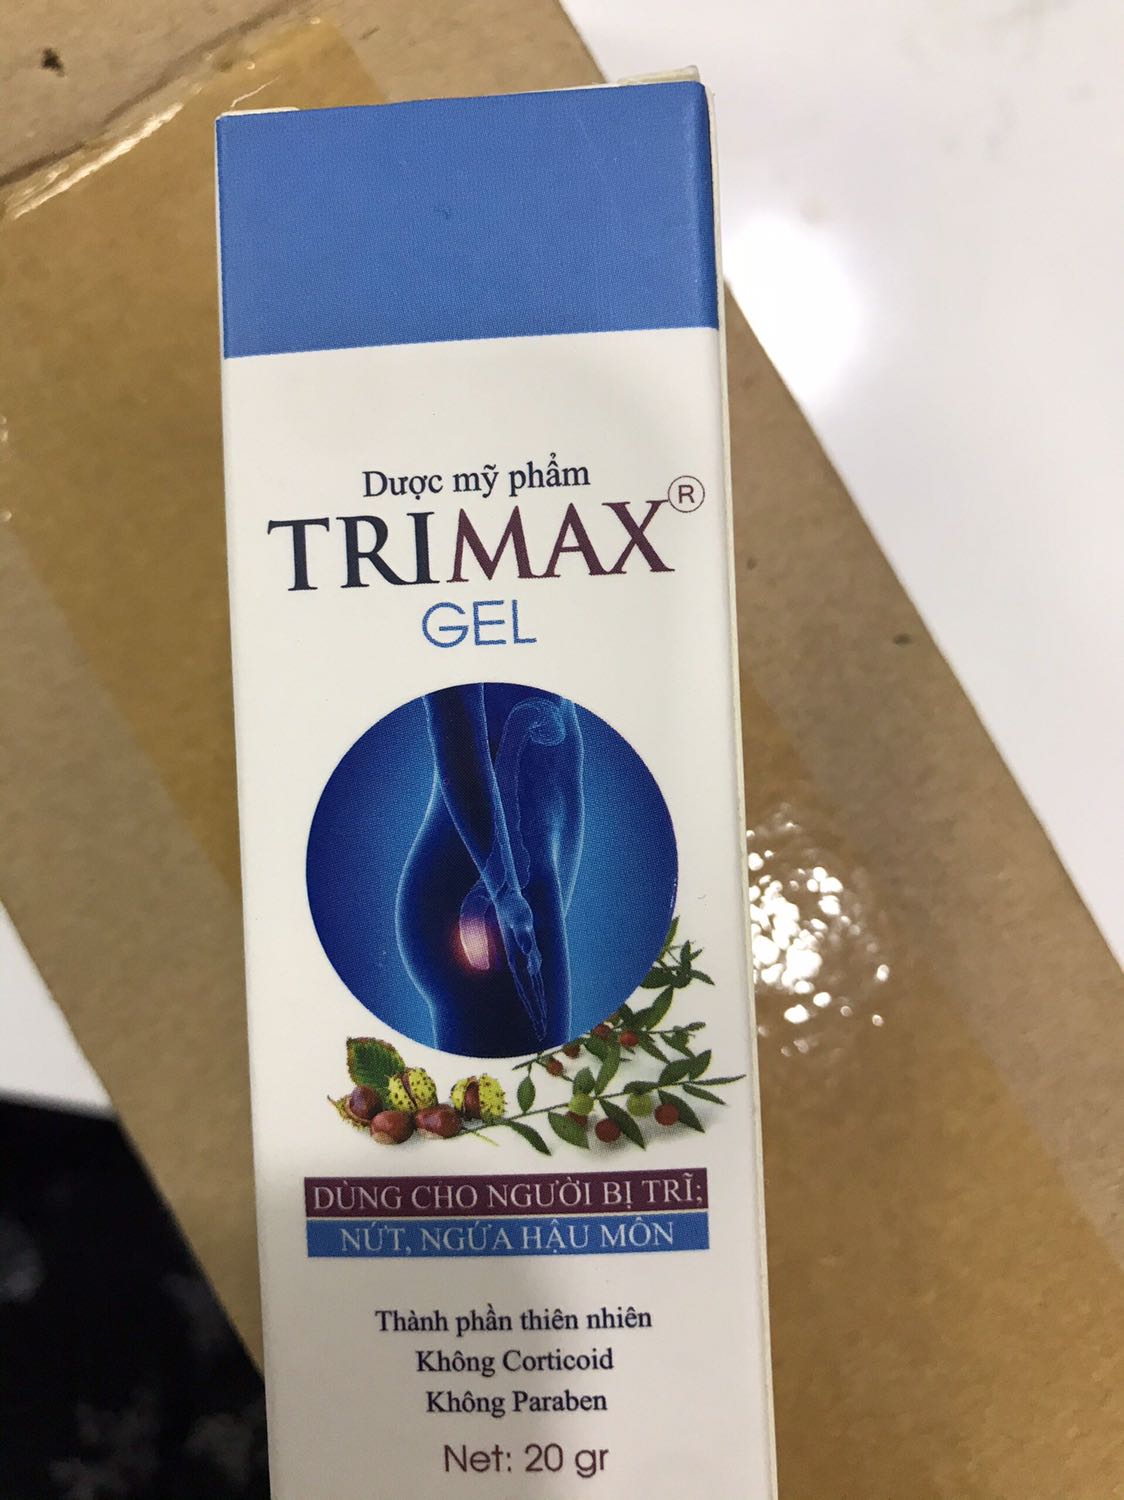 Dược mỹ phẩm
TRIMAX®
GEL
DÙNG CHO NGƯỜI BỊ TRĨ;
NỨT, NGỨA HẬU MÔN
Thành phần thiên nhiên
Không Corticoid
Không Paraben
Net: 20 gr